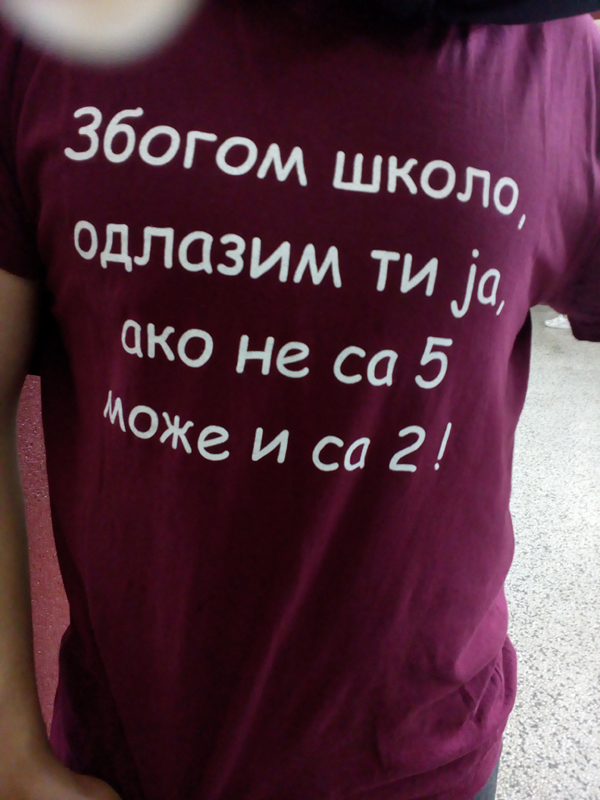 Збогом школо,
одлазим ти ја,
ако не са 5
може и са 2!